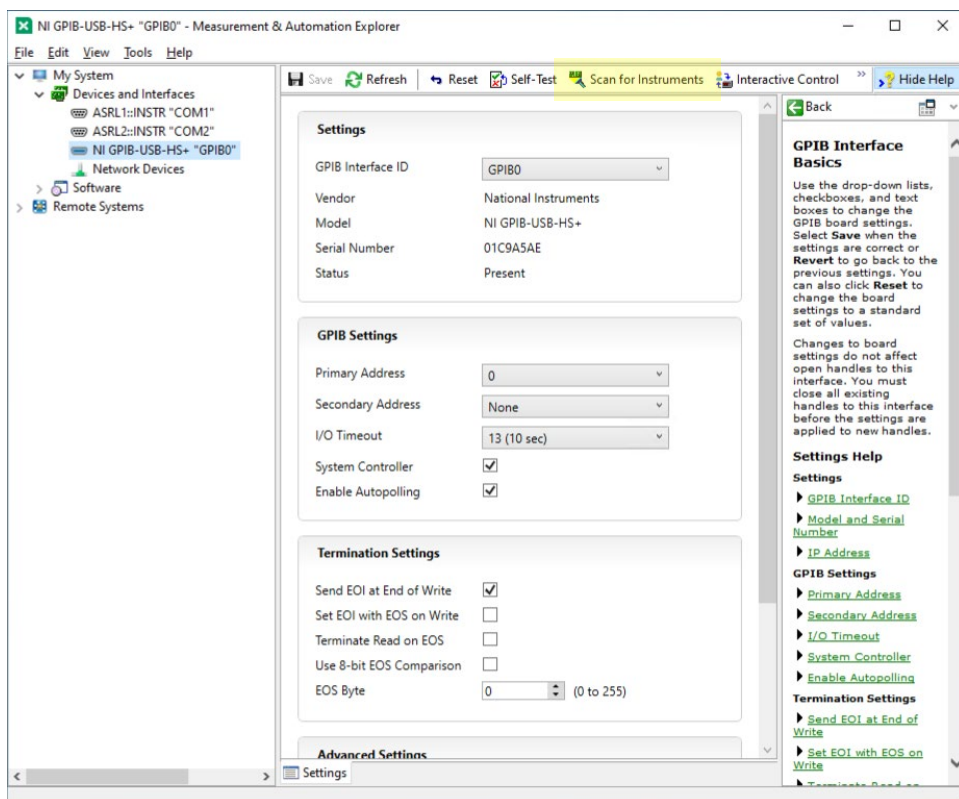 NI GPIB-USB-HS+ "GPIB0" - Measurement & Automation Explorer
File Edit View Tools Help
My System
Devices and Interfaces
ASRL1::INSTR "COM1"
ASRL2::INSTR "COM2"
NI GPIB-USB-HS+ "GPIB0"
Network Devices
Software
Remote Systems
Save Refresh Reset Self-Test Scan for Instruments Interactive Control » Hide Help
Settings
GPIB Interface ID GPIB0
Vendor National Instruments
Model NI GPIB-USB-HS+
Serial Number 01C9A5AE
Status Present
GPIB Settings
Primary Address 0
Secondary Address None
I/O Timeout 13 (10 sec)
System Controller
Enable Autopolling
Termination Settings
Send EOI at End of Write
Set EOI with EOS on Write
Terminate Read on EOS
Use 8-bit EOS Comparison
EOS Byte 0 (0 to 255)
Advanced Settings
Settings
Back
GPIB Interface
Basics
Use the drop-down lists,
checkboxes, and text
boxes to change the
GPIB board settings.
Select Save when the
settings are correct or
Revert to go back to the
previous settings. You
can also click Reset to
change the board
settings to a standard
set of values.
Changes to board
settings do not affect
open handles to this
interface. You must
close all existing
handles to this interface
before the settings are
applied to new handles.
Settings Help
Settings
GPIB Interface ID
Model and Serial
Number
IP Address
GPIB Settings
Primary Address
Secondary Address
I/O Timeout
System Controller
Enable Autopolling
Termination Settings
Send EOI at End of
Write
Set EOI with EOS on
Write
Terminate Read on